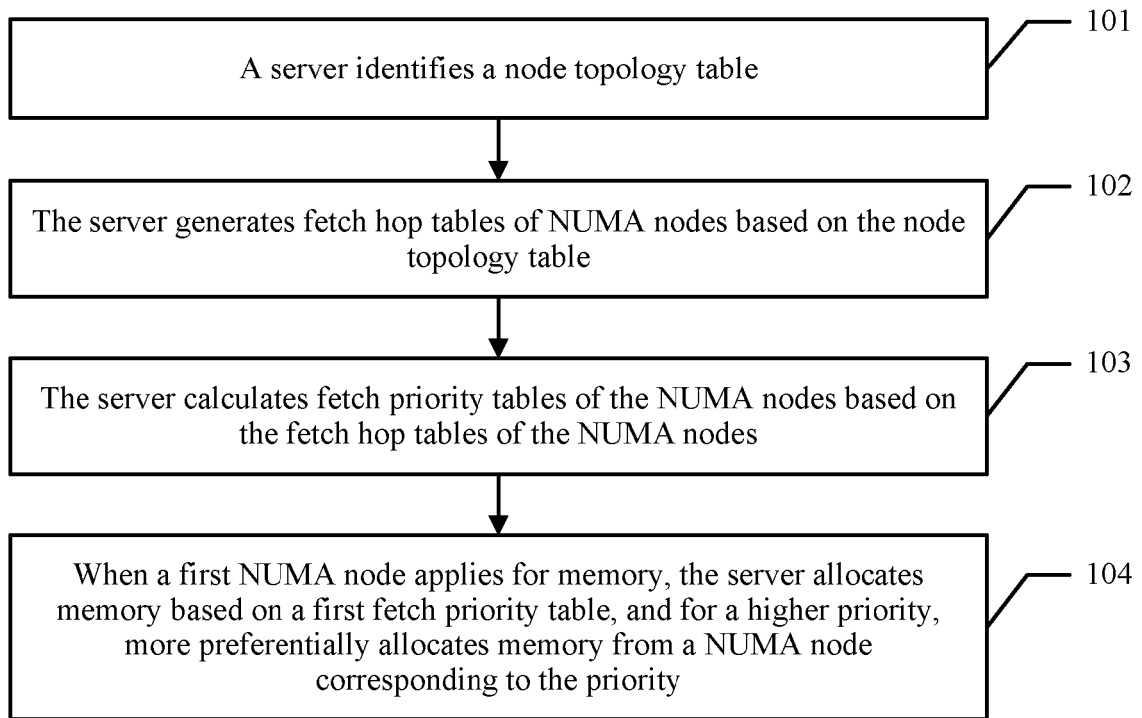 A server identifies a node topology table
101
The server generates fetch hop tables of NUMA nodes based on the node
topology table
102
The server calculates fetch priority tables of the NUMA nodes based on
the fetch hop tables of the NUMA nodes
103
When a first NUMA node applies for memory, the server allocates
memory based on a first fetch priority table, and for a higher priority,
more preferentially allocates memory from a NUMA node
corresponding to the priority
104